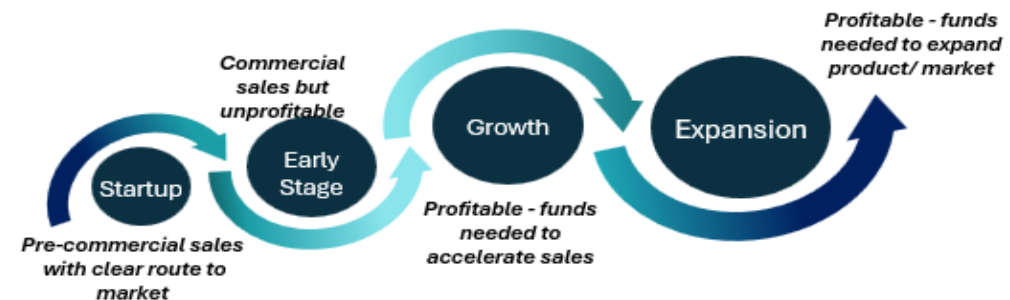 Startup
Pre-commercial sales
with clear route to
market
Commercial
sales but
unprofitable
Early
Stage
Growth
Profitable - funds
needed to
accelerate sales
Expansion
Profitable - funds
needed to expand
product/ market